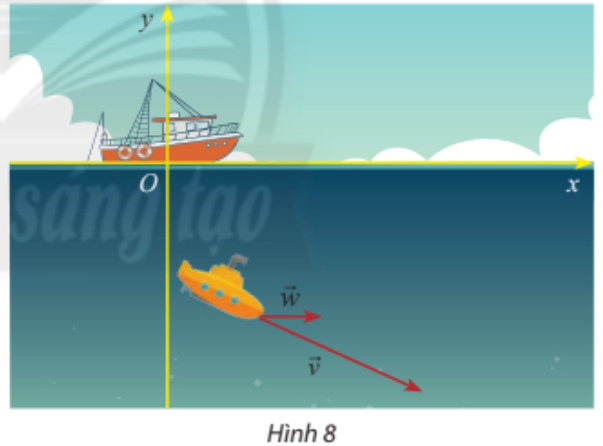 y
O
x
sáng tạo
w⃗
v⃗
Hình 8